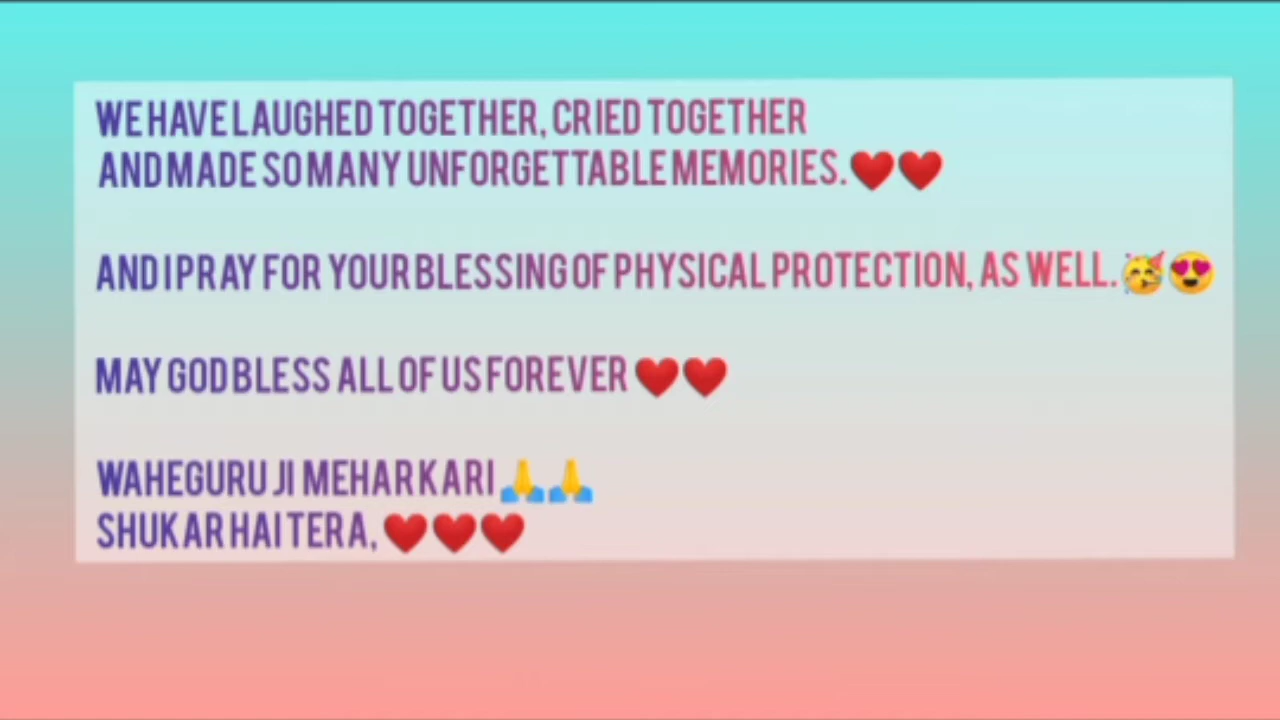 WE HAVE LAUGHED TOGETHER, CRIED TOGETHER
AND MADE SO MANY UNFORGETTABLE MEMORIES.❤️❤️
AND I PRAY FOR YOUR BLESSING OF PHYSICAL PROTECTION, AS WELL.🥳😍
MAY GOD BLESS ALL OF US FOREVER ❤️❤️
WAHEGURU JI MEHAR KARI 🙏🙏
SHUKAR HAI TERA, ❤️❤️❤️